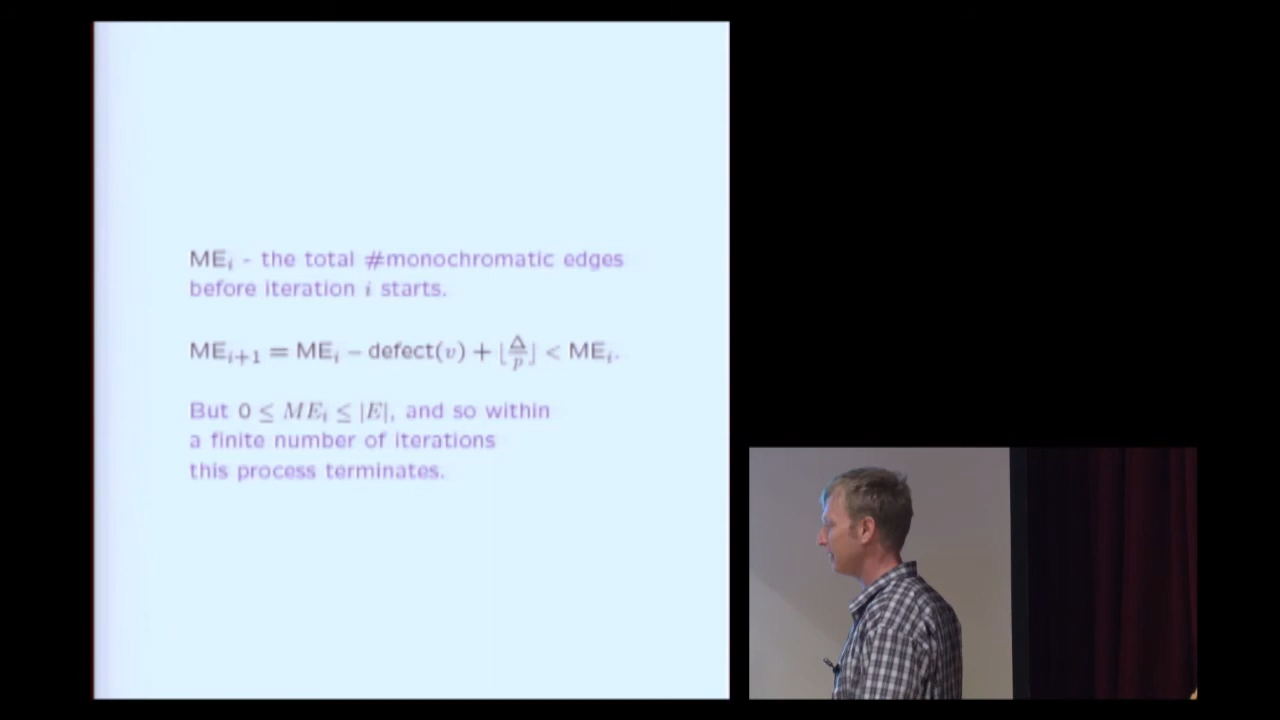 ME_i - the total #monochromatic edges
before iteration i starts.
ME_{i+1} = ME_i − defect(v) + ⌊Δ/p⌋ < ME_i.
But 0 ≤ ME_i ≤ |E|, and so within
a finite number of iterations
this process terminates.